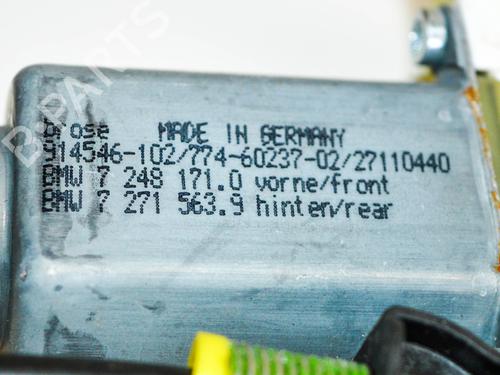 B-PARTS
Brose MADE IN GERMANY
914546-102/774-60237-02/27110440
BMW 7 248 171.0 vorne/front
BMW 7 271 563.9 hinten/rear